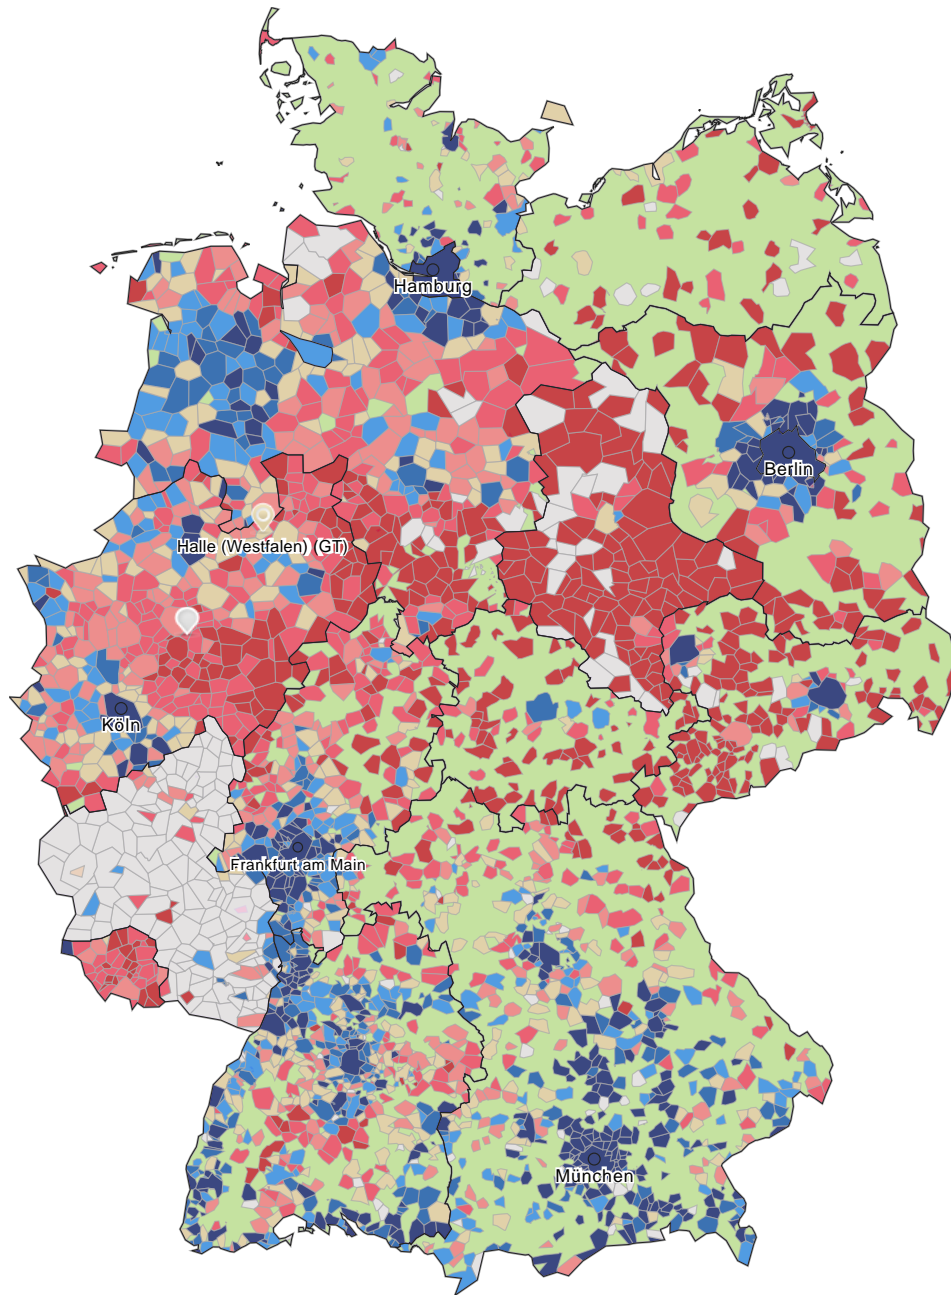 Hamburg
Berlin
Halle (Westfalen) (GT)
Köln
Frankfurt am Main
München